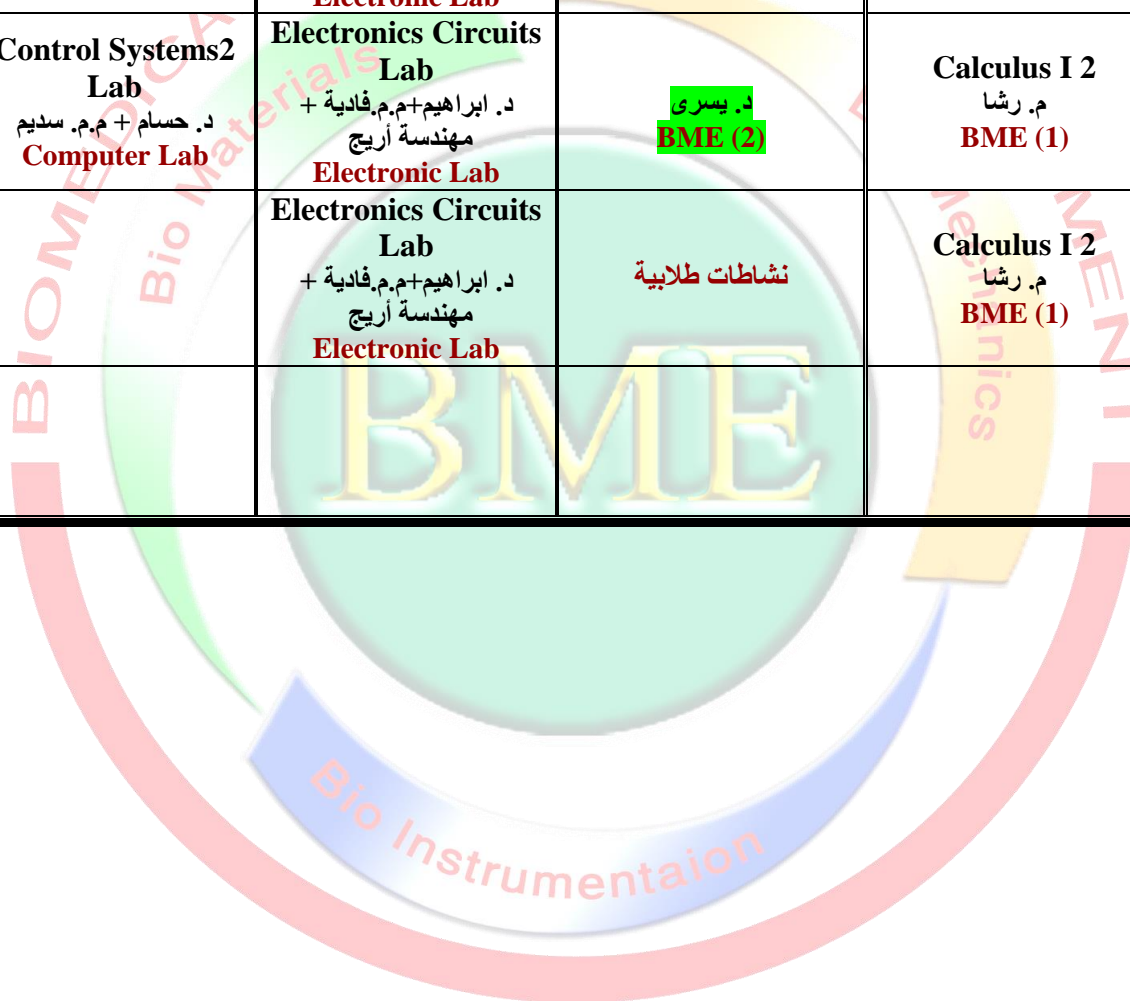 Electronic Lab
Control Systems2
Lab
د. حسام + م.م. سديم
Computer Lab
Electronics Circuits
Lab
د. ابراهيم+م.م.فادية +
مهندسة أريج
Electronic Lab
د. يسرى
BME (2)
Calculus I 2
م. رشا
BME (1)
Electronics Circuits
Lab
د. ابراهيم+م.م.فادية +
مهندسة أريج
Electronic Lab
نشاطات طلابية
Calculus I 2
م. رشا
BME (1)
BME
Bio Materials
Bio Instrumentaion